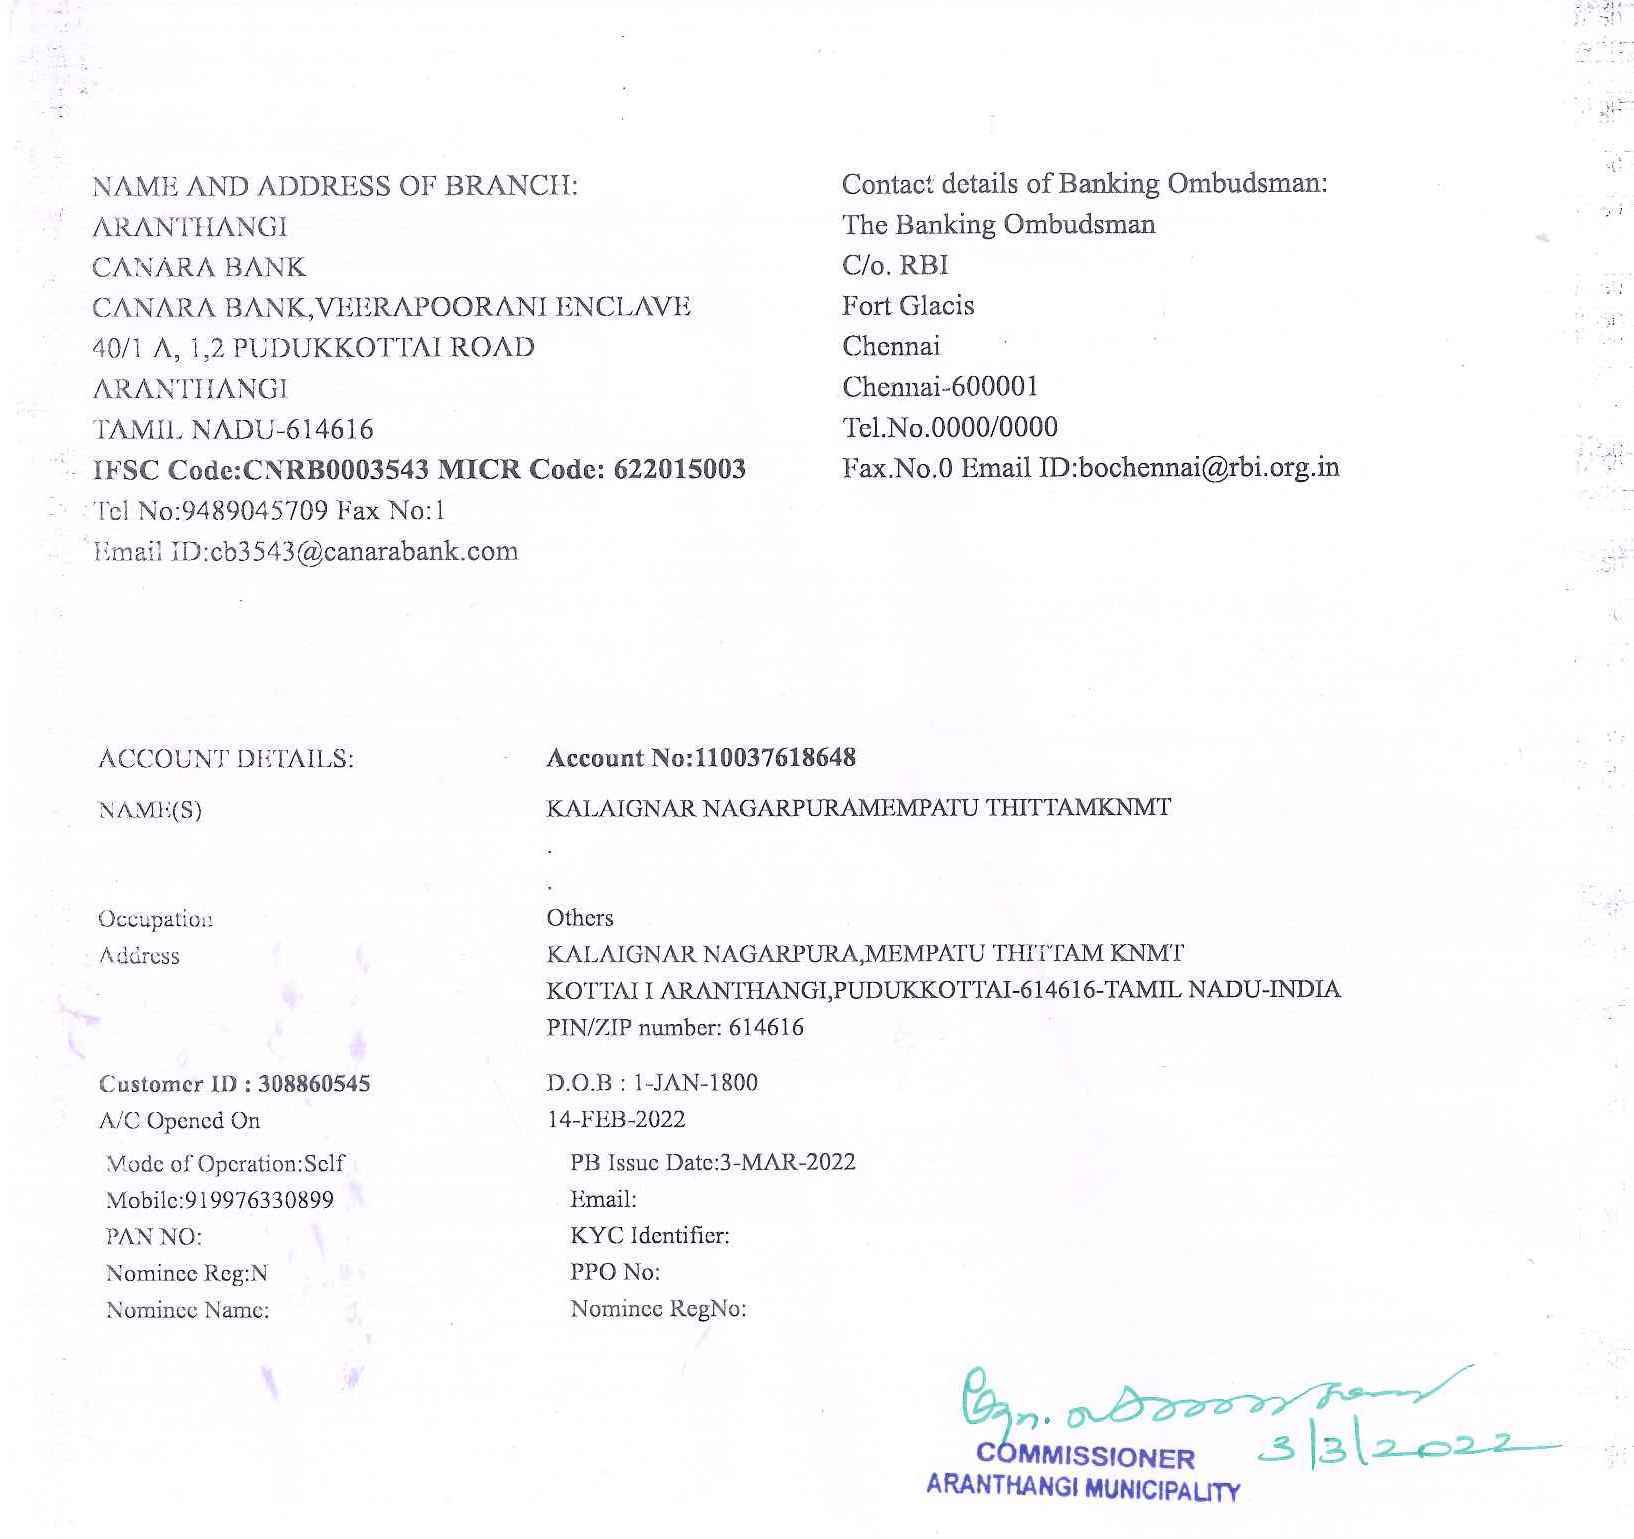 NAME AND ADDRESS OF BRANCH:
ARANTHANGI
CANARA BANK
CANARA BANK,VEERAPOORANI ENCLAVE
40/1 A, 1,2 PUDUKKOTTAI ROAD
ARANTHANGI
TAMIL NADU-614616
IFSC Code:CNRB0003543 MICR Code: 622015003
Tel No:9489045709 Fax No:1
Email ID:cb3543@canarabank.com
Contact details of Banking Ombudsman:
The Banking Ombudsman
C/o. RBI
Fort Glacis
Chennai
Chennai-600001
Tel.No.0000/0000
Fax.No.0 Email ID:bochennai@rbi.org.in
ACCOUNT DETAILS: Account No:110037618648
NAME(S) KALAIGNAR NAGARPURAMEMPATU THITTAMKNMT
.
.
Occupation Others
Address KALAIGNAR NAGARPURA,MEMPATU THITTAM KNMT
KOTTAI I ARANTHANGI,PUDUKKOTTAI-614616-TAMIL NADU-INDIA
PIN/ZIP number: 614616
Customer ID : 308860545 D.O.B : 1-JAN-1800
A/C Opened On 14-FEB-2022
Mode of Operation:Self PB Issue Date:3-MAR-2022
Mobile:919976330899 Email:
PAN NO: KYC Identifier:
Nominee Reg:N PPO No:
Nominee Name: Nominee RegNo:
COMMISSIONER 3/3/2022
ARANTHANGI MUNICIPALITY